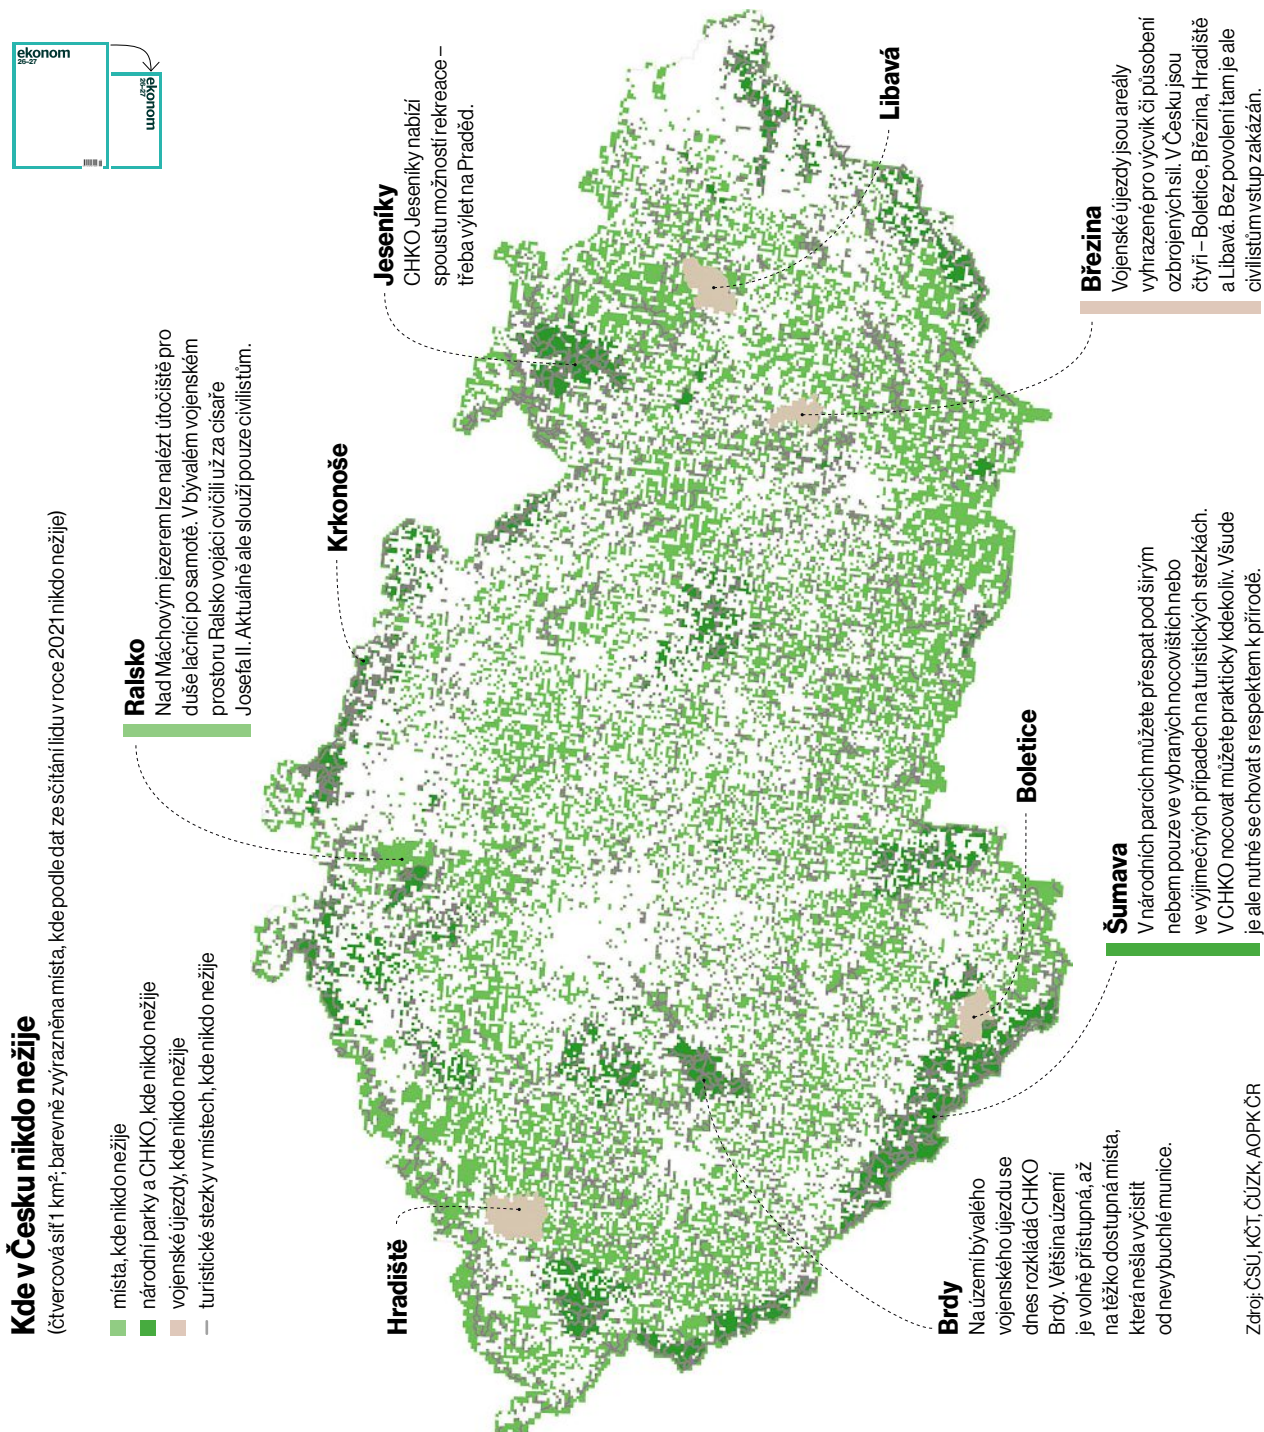 ekonom
26–27
ekonom
26–27
Kde v Česku nikdo nežije
(čtvercová síť 1 km²; barevně zvýrazněna místa, kde podle dat ze sčítání lidu v roce 2021 nikdo nežije)
místa, kde nikdo nežije
národní parky a CHKO, kde nikdo nežije
vojenské újezdy, kde nikdo nežije
turistické stezky v místech, kde nikdo nežije
Ralsko
Nad Máchovým jezerem lze nalézt útočiště pro
duše lačnící po samotě. V bývalém vojenském
prostoru Ralsko vojáci cvičili už za císaře
Josefa II. Aktuálně ale slouží pouze civilistům.
Krkonoše
Jeseníky
CHKO Jeseníky nabízí
spoustu možností rekreace –
třeba výlet na Praděd.
Hradiště
Libavá
Brdy
Na území bývalého
vojenského újezdu se
dnes rozkládá CHKO
Brdy. Většina území
je volně přístupná, až
na těžko dostupná místa,
která nešla vyčistit
od nevybuchlé munice.
Boletice
Šumava
V národních parcích můžete přespat pod širým
nebem pouze ve vybraných nocovištích nebo
ve výjimečných případech na turistických stezkách.
V CHKO nocovat můžete prakticky kdekoliv. Všude
je ale nutné se chovat s respektem k přírodě.
Březina
Vojenské újezdy jsou areály
vyhrazené pro výcvik či působení
ozbrojených sil. V Česku jsou
čtyři – Boletice, Březina, Hradiště
a Libavá. Bez povolení tam je ale
civilistům vstup zakázán.
Zdroj: ČSÚ, KČT, ČÚZK, AOPK ČR